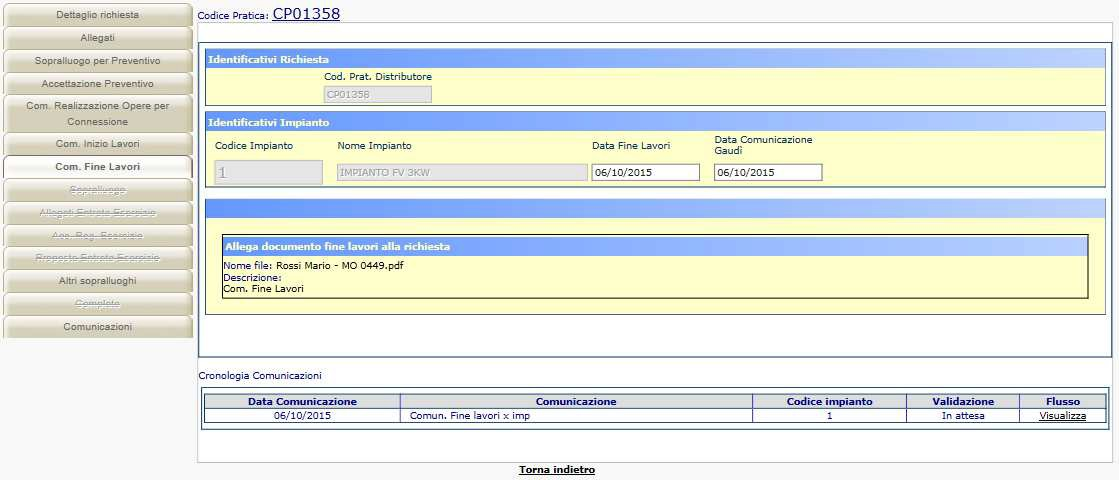 Dettaglio richiesta
Allegati
Sopralluogo per Preventivo
Accettazione Preventivo
Com. Realizzazione Opere per
Connessione
Com. Inizio Lavori
Com. Fine Lavori
Sopralluogo
Allegati Entrata Esercizio
Acc. Reg. Esercizio
Proposta Entrata Esercizio
Altri sopralluoghi
Completo
Comunicazioni
Codice Pratica: CP01358
Identificativi Richiesta
Cod. Prat. Distributore
CP01358
Identificativi Impianto
Codice Impianto Nome Impianto Data Fine Lavori Data Comunicazione
Gaudì
1 IMPIANTO FV 3KW 06/10/2015 06/10/2015
Allega documento fine lavori alla richiesta
Nome file: Rossi Mario - MO 0449.pdf
Descrizione:
Com. Fine Lavori
Cronologia Comunicazioni
Data Comunicazione Comunicazione Codice impianto Validazione Flusso
06/10/2015 Comun. Fine lavori x imp 1 In attesa Visualizza
Torna indietro